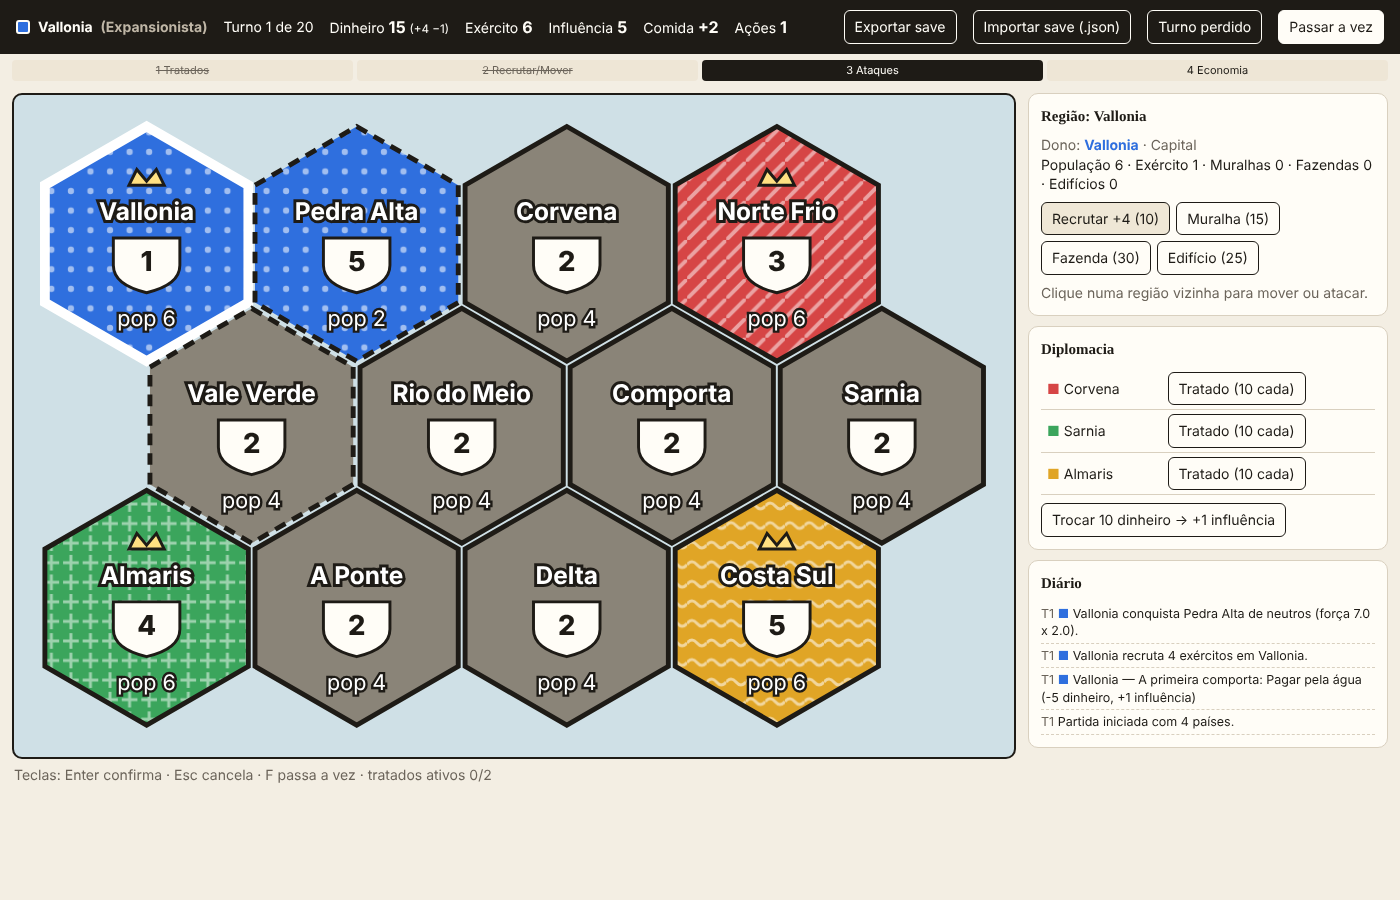 Vallonia (Expansionista) Turno 1 de 20 Dinheiro 15 (+4 −1) Exército 6 Influência 5 Comida +2 Ações 1 Exportar save Importar save (.json) Turno perdido Passar a vez
1 Tratados 2 Recrutar/Mover 3 Ataques 4 Economia
Vallonia
1
pop 6
Pedra Alta
5
pop 2
Corvena
2
pop 4
Norte Frio
3
pop 6
Vale Verde
2
pop 4
Rio do Meio
2
pop 4
Comporta
2
pop 4
Sarnia
2
pop 4
Almaris
4
pop 6
A Ponte
2
pop 4
Delta
2
pop 4
Costa Sul
5
pop 6
Teclas: Enter confirma · Esc cancela · F passa a vez · tratados ativos 0/2
Região: Vallonia
Dono: Vallonia · Capital
População 6 · Exército 1 · Muralhas 0 · Fazendas 0
· Edifícios 0
Recrutar +4 (10) Muralha (15)
Fazenda (30) Edifício (25)
Clique numa região vizinha para mover ou atacar.
Diplomacia
Corvena Tratado (10 cada)
Sarnia Tratado (10 cada)
Almaris Tratado (10 cada)
Trocar 10 dinheiro → +1 influência
Diário
T1 Vallonia conquista Pedra Alta de neutros (força 7.0
x 2.0).
T1 Vallonia recruta 4 exércitos em Vallonia.
T1 Vallonia — A primeira comporta: Pagar pela água
(-5 dinheiro, +1 influência)
T1 Partida iniciada com 4 países.